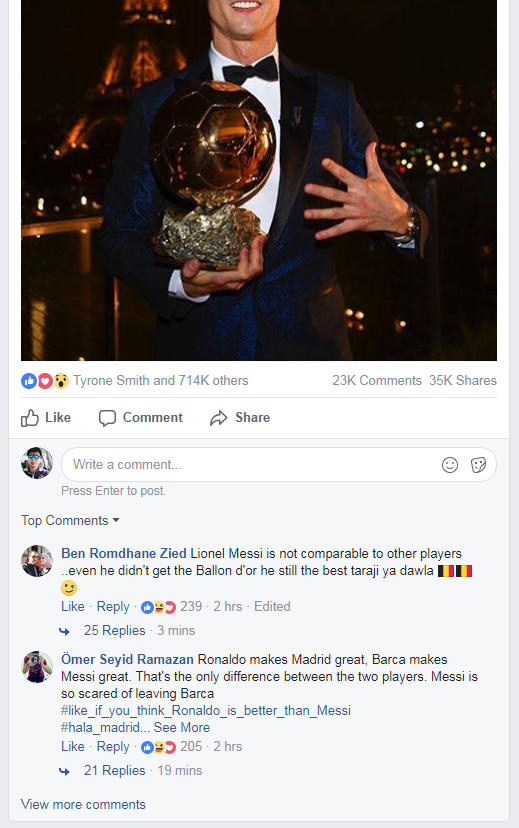 Tyrone Smith and 714K others 23K Comments 35K Shares
Like Comment Share
Write a comment...
Press Enter to post.
Top Comments
Ben Romdhane Zied Lionel Messi is not comparable to other players
..even he didn't get the Ballon d'or he still the best taraji ya dawla 🇧🇪🇧🇪
😉
Like · Reply · 239 · 2 hrs · Edited
25 Replies · 3 mins
Ömer Seyid Ramazan Ronaldo makes Madrid great, Barca makes
Messi great. That's the only difference between the two players. Messi is
so scared of leaving Barca
#like_if_you_think_Ronaldo_is_better_than_Messi
#hala_madrid... See More
Like · Reply · 205 · 2 hrs
21 Replies · 19 mins
View more comments